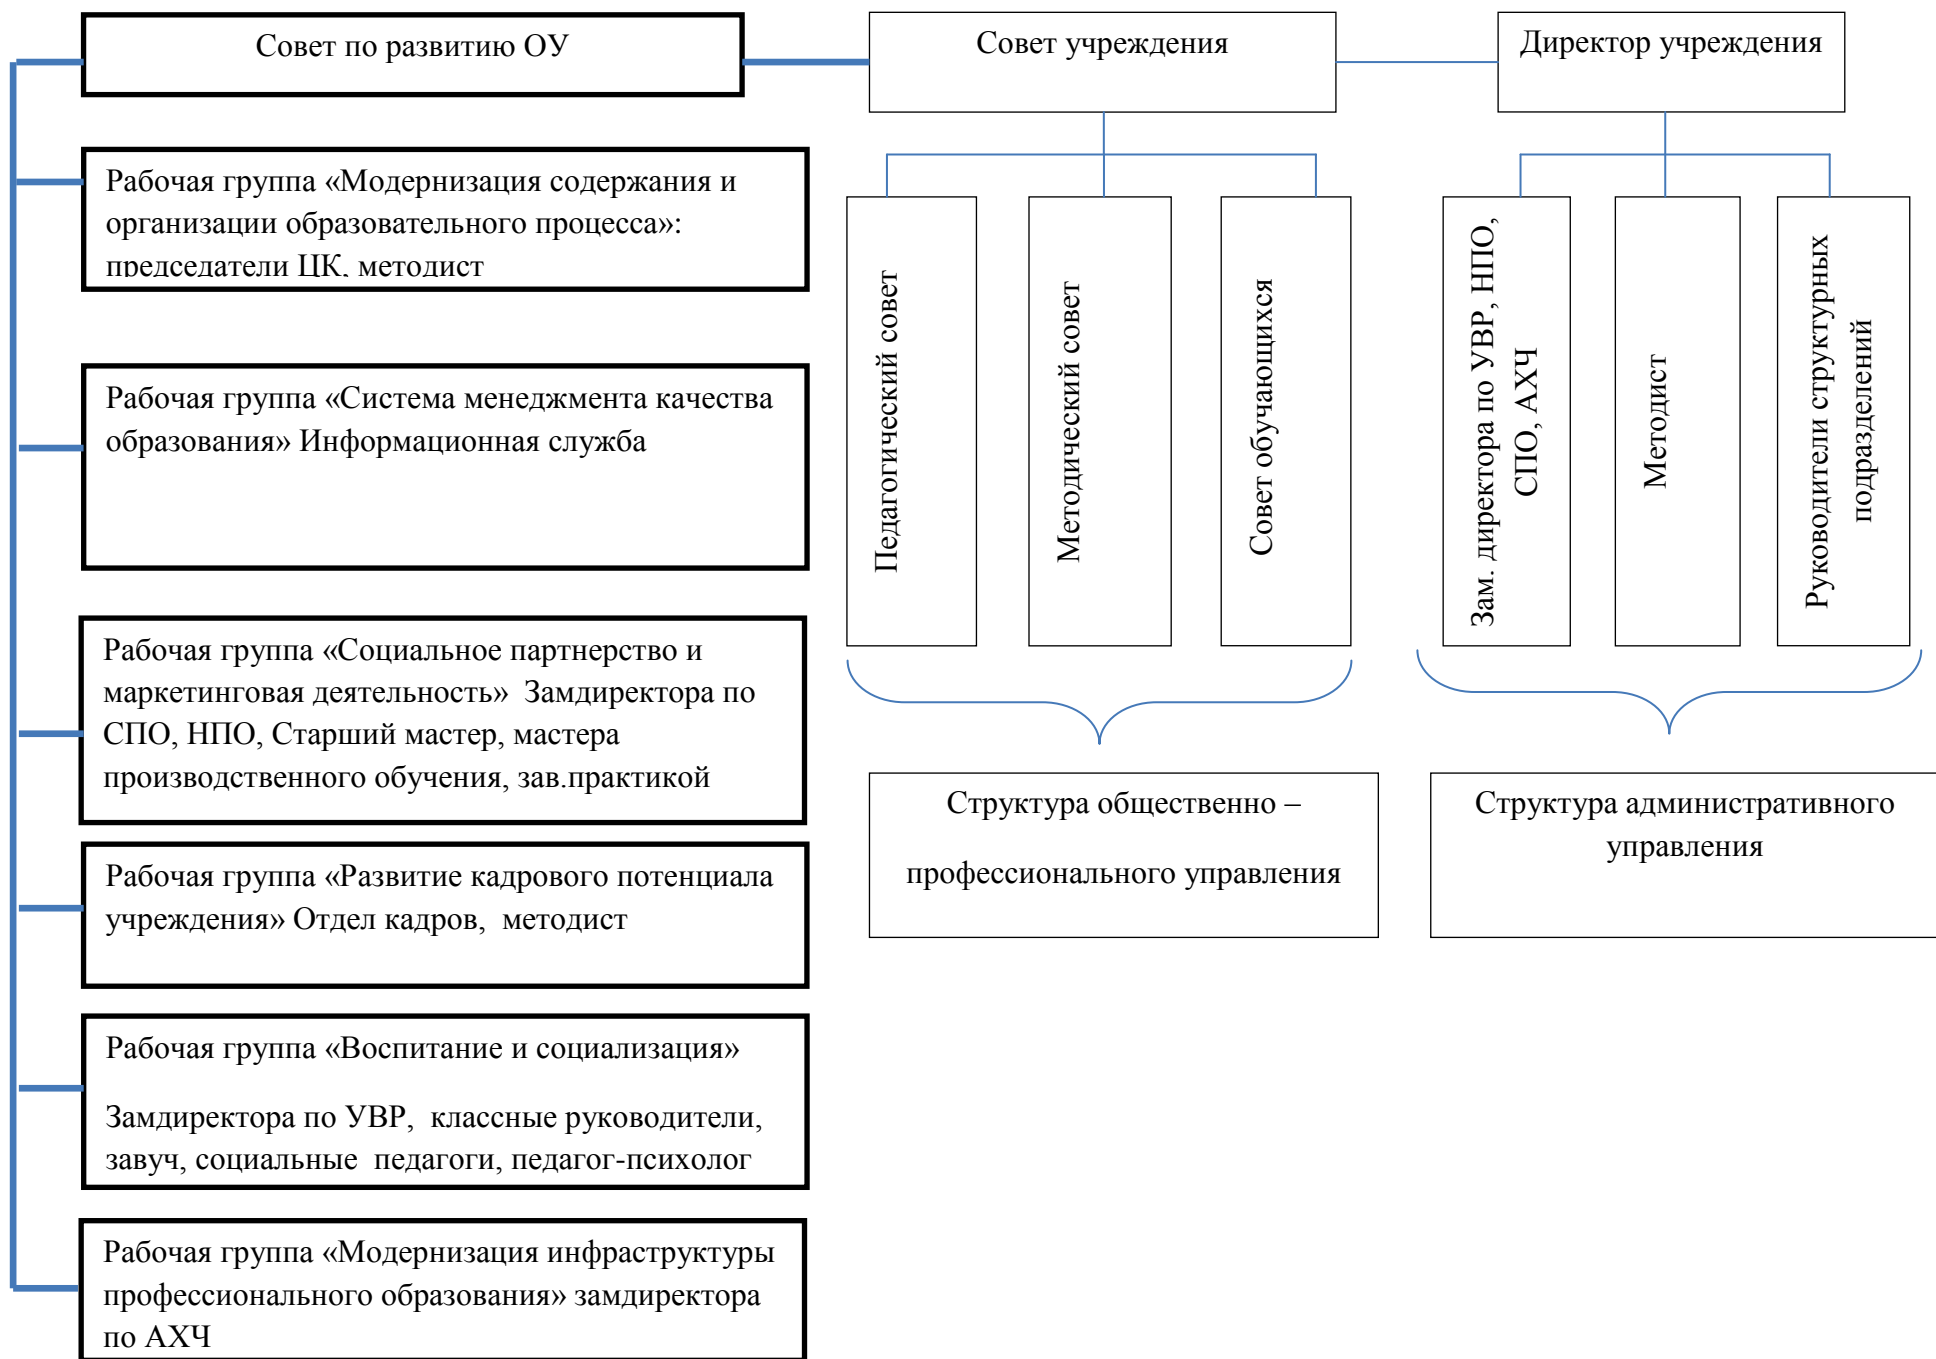 Совет по развитию ОУ
Совет учреждения
Директор учреждения
Рабочая группа «Модернизация содержания и
организации образовательного процесса»:
председатели ЦК, методист
Рабочая группа «Система менеджмента качества
образования» Информационная служба
Рабочая группа «Социальное партнерство и
маркетинговая деятельность»  Замдиректора по
СПО, НПО, Старший мастер, мастера
производственного обучения, зав.практикой
Рабочая группа «Развитие кадрового потенциала
учреждения» Отдел кадров,  методист
Рабочая группа «Воспитание и социализация»
Замдиректора по УВР,  классные руководители,
завуч, социальные  педагоги, педагог-психолог
Рабочая группа «Модернизация инфраструктуры
профессионального образования» замдиректора
по АХЧ
Педагогический совет
Методический совет
Совет обучающихся
Зам. директора по УВР, НПО,
СПО, АХЧ
Методист
Руководители структурных
подразделений
Структура общественно –
профессионального управления
Структура административного
управления